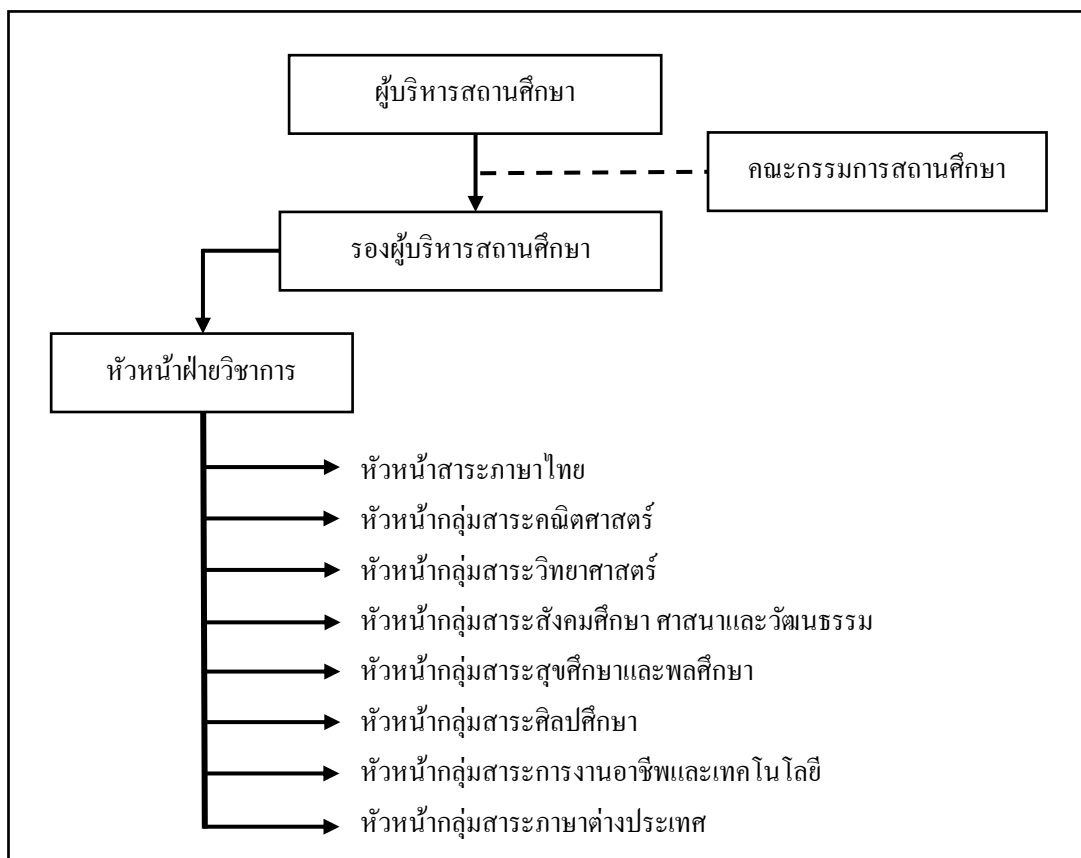 ผู้บริหารสถานศึกษา
คณะกรรมการสถานศึกษา
รองผู้บริหารสถานศึกษา
หัวหน้าฝ่ายวิชาการ
หัวหน้าสาระภาษาไทย
หัวหน้ากลุ่มสาระคณิตศาสตร์
หัวหน้ากลุ่มสาระวิทยาศาสตร์
หัวหน้ากลุ่มสาระสังคมศึกษา ศาสนาและวัฒนธรรม
หัวหน้ากลุ่มสาระสุขศึกษาและพลศึกษา
หัวหน้ากลุ่มสาระศิลปศึกษา
หัวหน้ากลุ่มสาระการงานอาชีพและเทคโนโลยี
หัวหน้ากลุ่มสาระภาษาต่างประเทศ